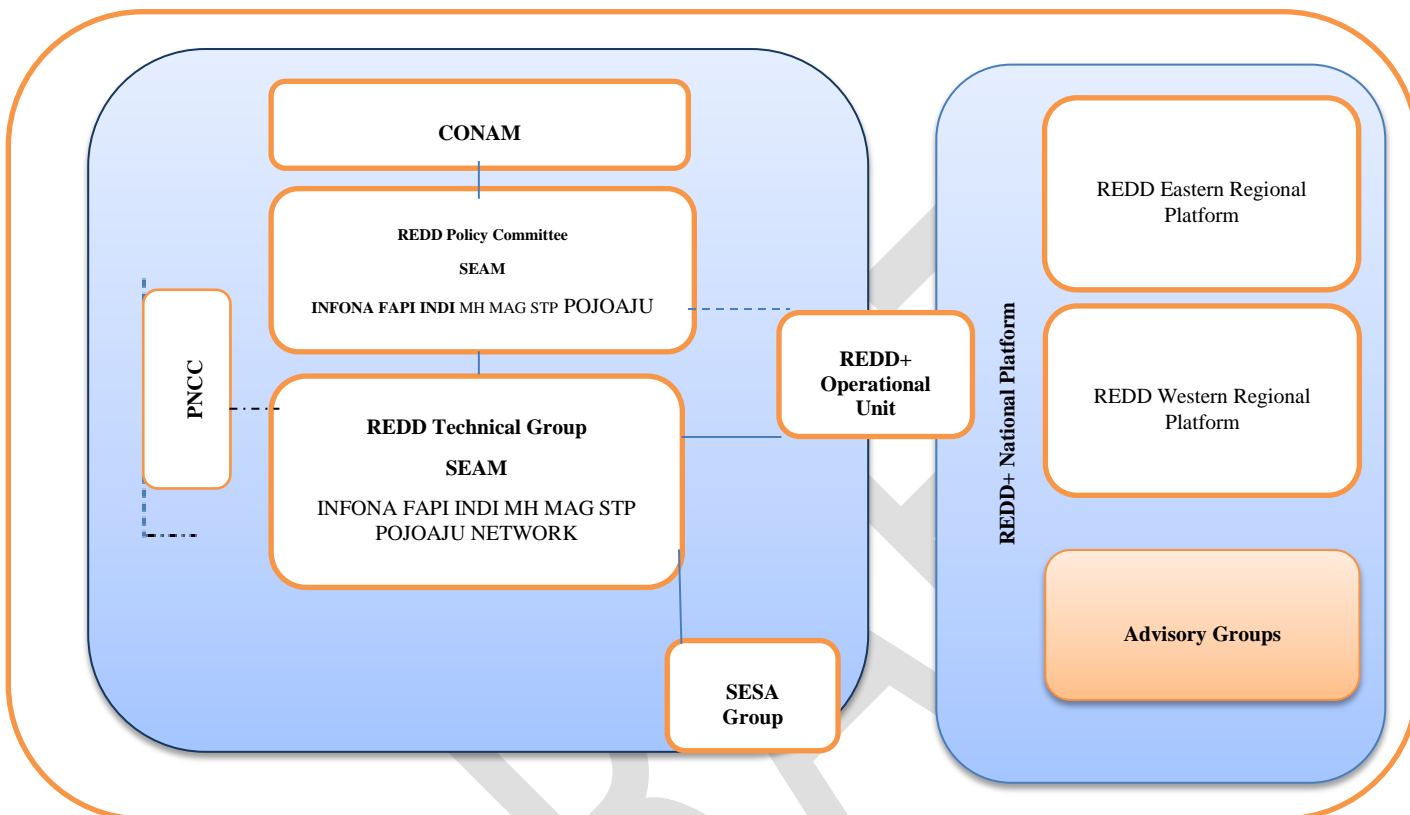 CONAM
REDD Policy Committee
SEAM
INFONA FAPI INDI MH MAG STP POJOAJU
PNCC
REDD Technical Group
SEAM
INFONA FAPI INDI MH MAG STP
POJOAJU NETWORK
REDD+
Operational
Unit
SESA
Group
REDD+ National Platform
REDD Eastern Regional
Platform
REDD Western Regional
Platform
Advisory Groups